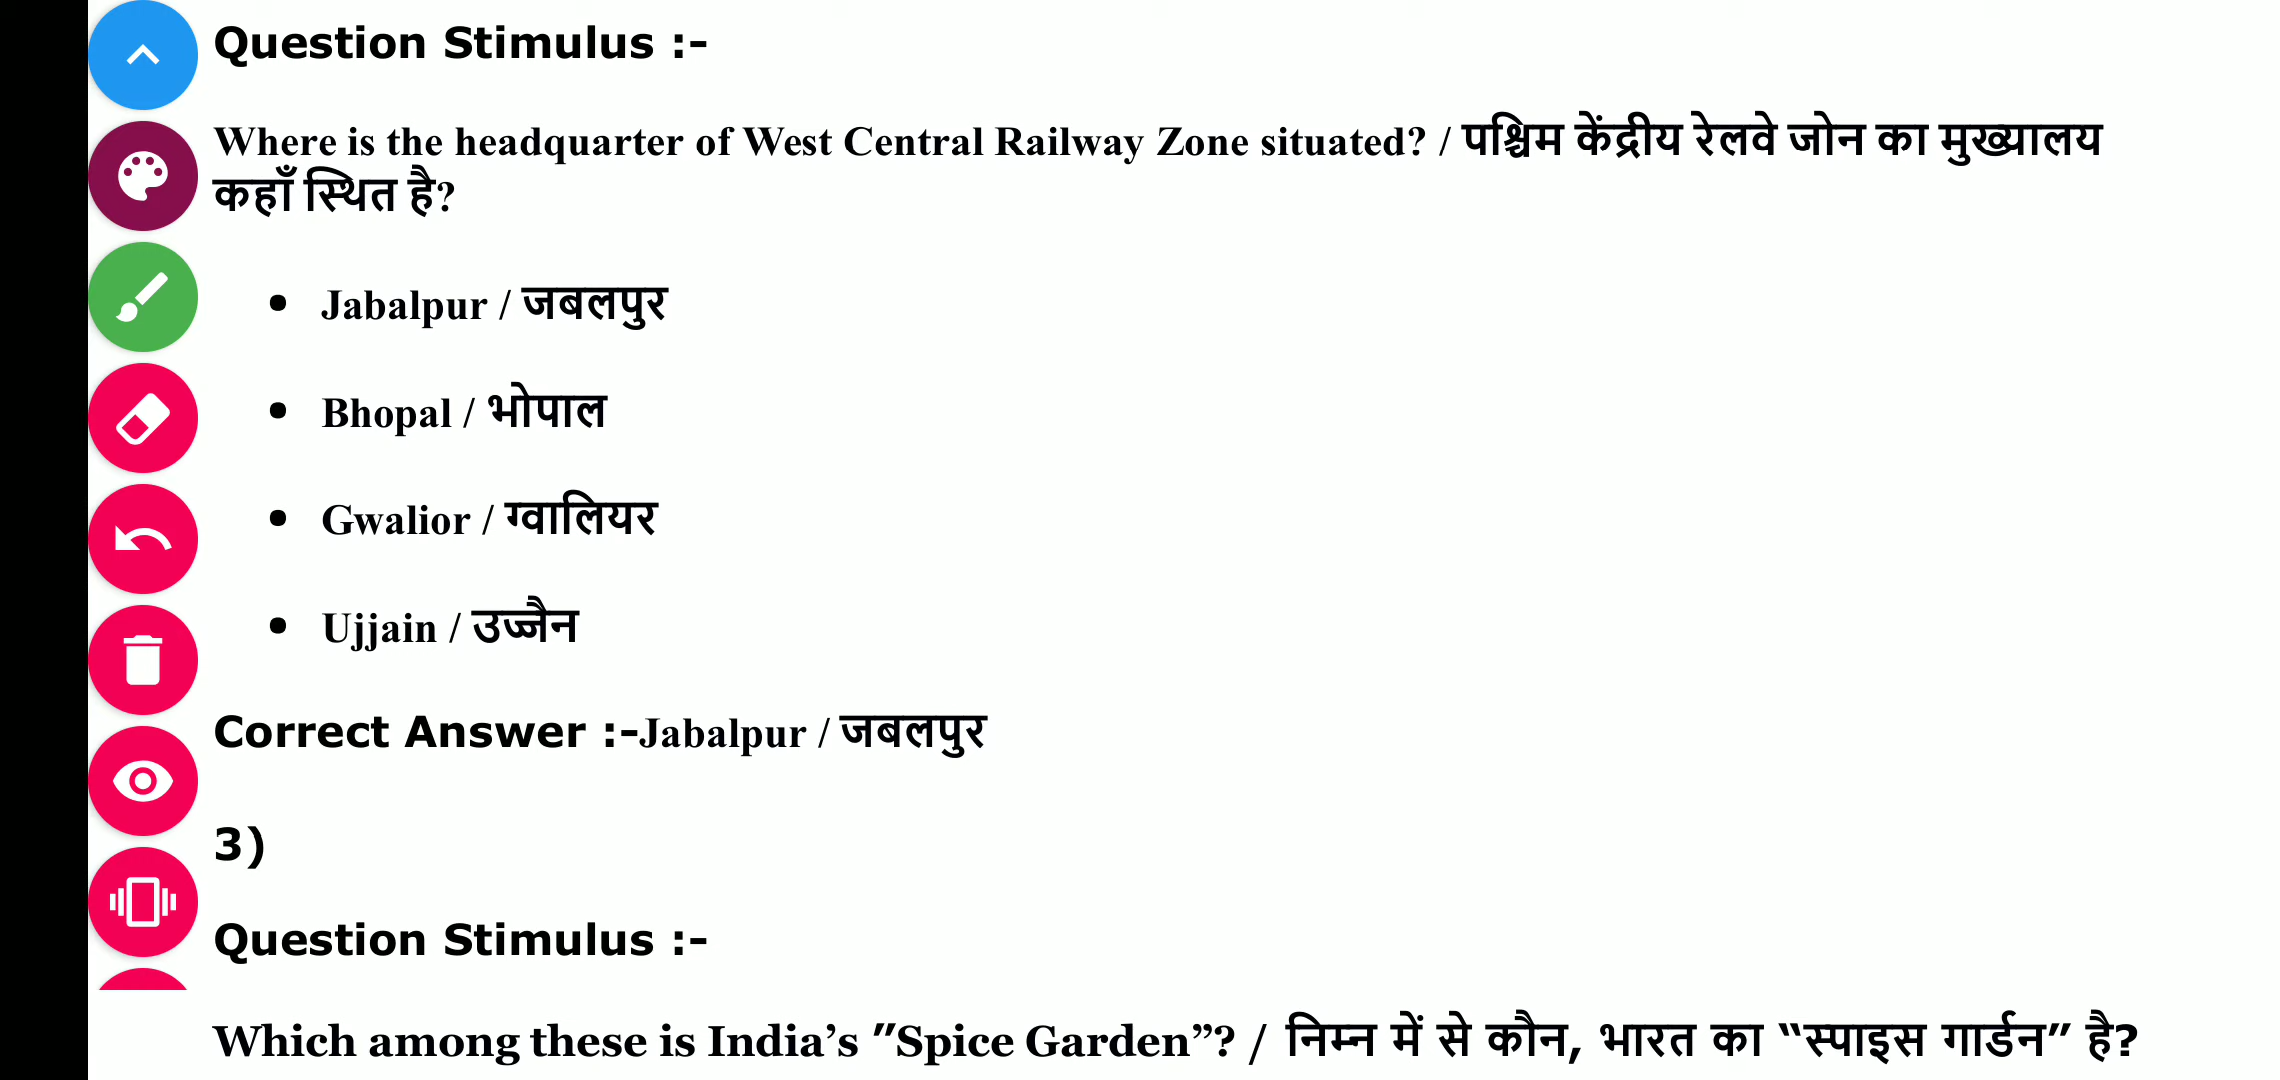 Question Stimulus :-
Where is the headquarter of West Central Railway Zone situated? / पश्चिम केंद्रीय रेलवे जोन का मुख्यालय
कहाँ स्थित है?
• Jabalpur / जबलपुर
• Bhopal / भोपाल
• Gwalior / ग्वालियर
• Ujjain / उज्जैन
Correct Answer :-Jabalpur / जबलपुर
3)
Question Stimulus :-
Which among these is India’s "Spice Garden”? / निम्न में से कौन, भारत का “स्पाइस गार्डन” है?